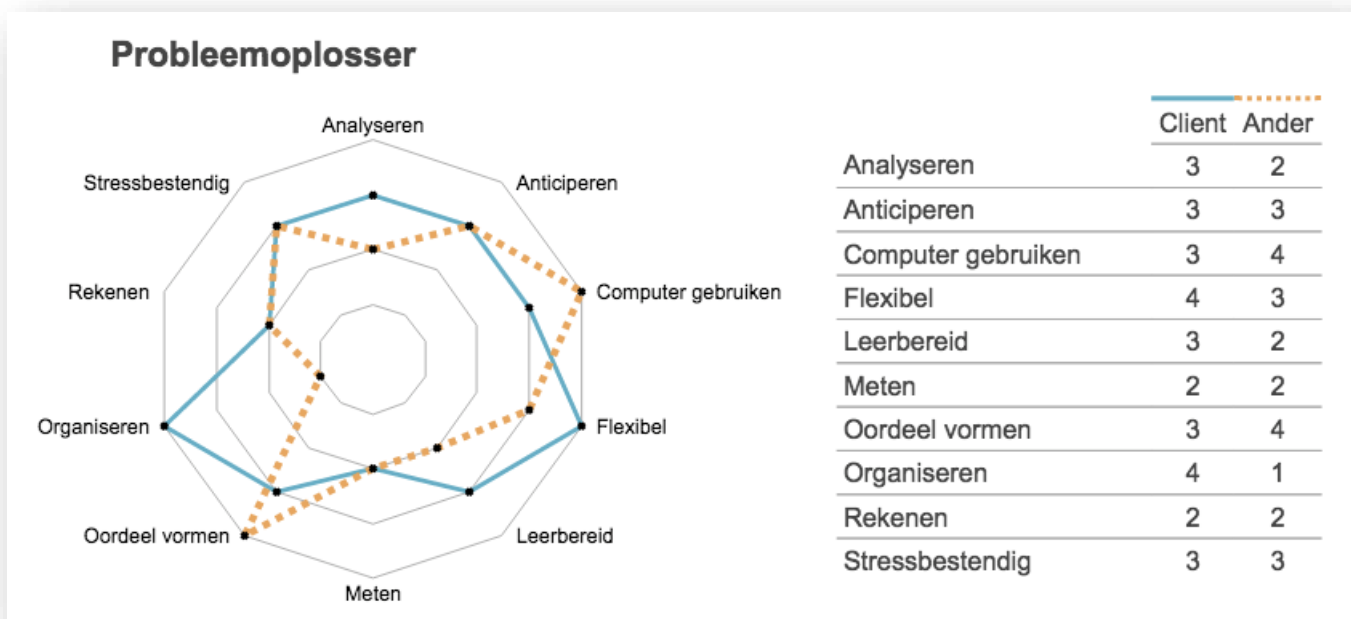 Probleemoplosser
Analyseren
Stressbestendig
Anticiperen
Rekenen
Computer gebruiken
Organiseren
Flexibel
Oordeel vormen
Leerbereid
Meten
Client Ander
Analyseren 3 2
Anticiperen 3 3
Computer gebruiken 3 4
Flexibel 4 3
Leerbereid 3 2
Meten 2 2
Oordeel vormen 3 4
Organiseren 4 1
Rekenen 2 2
Stressbestendig 3 3